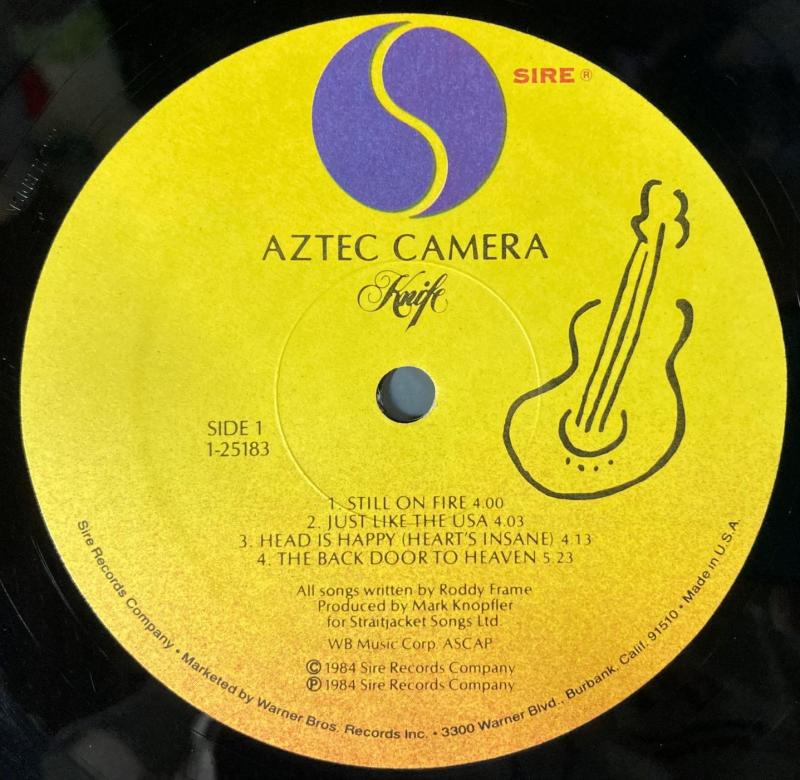 SIRE ®
AZTEC CAMERA
Knife
SIDE 1
1-25183
1. STILL ON FIRE 4.00
2. JUST LIKE THE USA 4.03
3. HEAD IS HAPPY (HEART'S INSANE) 4.13
4. THE BACK DOOR TO HEAVEN 5.23
All songs written by Roddy Frame
Produced by Mark Knopfler
for Straitjacket Songs Ltd.
WB Music Corp. ASCAP
© 1984 Sire Records Company
℗ 1984 Sire Records Company
Sire Records Company • Marketed by Warner Bros. Records Inc. • 3300 Warner Blvd., Burbank, Calif. 91510 • Made in U.S.A.